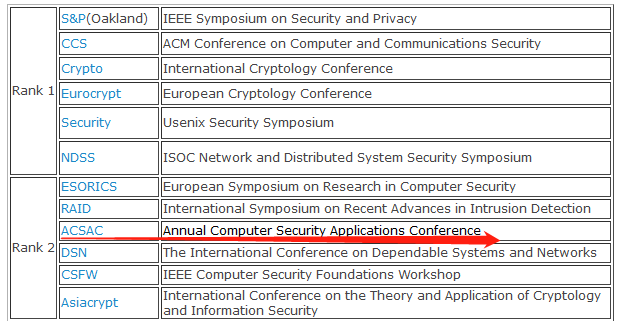 Rank 1
S&P(Oakland) IEEE Symposium on Security and Privacy
CCS ACM Conference on Computer and Communications Security
Crypto International Cryptology Conference
Eurocrypt European Cryptology Conference
Security Usenix Security Symposium
NDSS ISOC Network and Distributed System Security Symposium
Rank 2
ESORICS European Symposium on Research in Computer Security
RAID International Symposium on Recent Advances in Intrusion Detection
ACSAC Annual Computer Security Applications Conference
DSN The International Conference on Dependable Systems and Networks
CSFW IEEE Computer Security Foundations Workshop
Asiacrypt International Conference on the Theory and Application of Cryptology
and Information Security